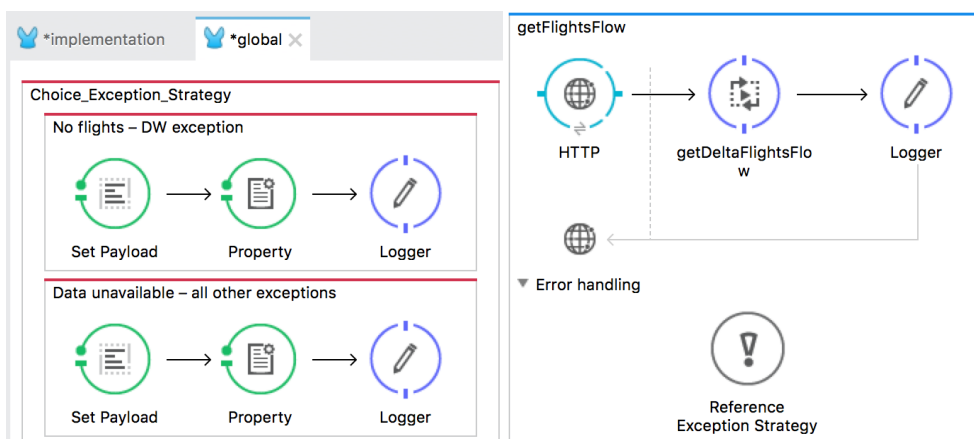 *implementation
*global
Choice_Exception_Strategy
No flights – DW exception
Set Payload
Property
Logger
Data unavailable – all other exceptions
Set Payload
Property
Logger
getFlightsFlow
HTTP
getDeltaFlightsFlo
w
Logger
Error handling
Reference
Exception Strategy